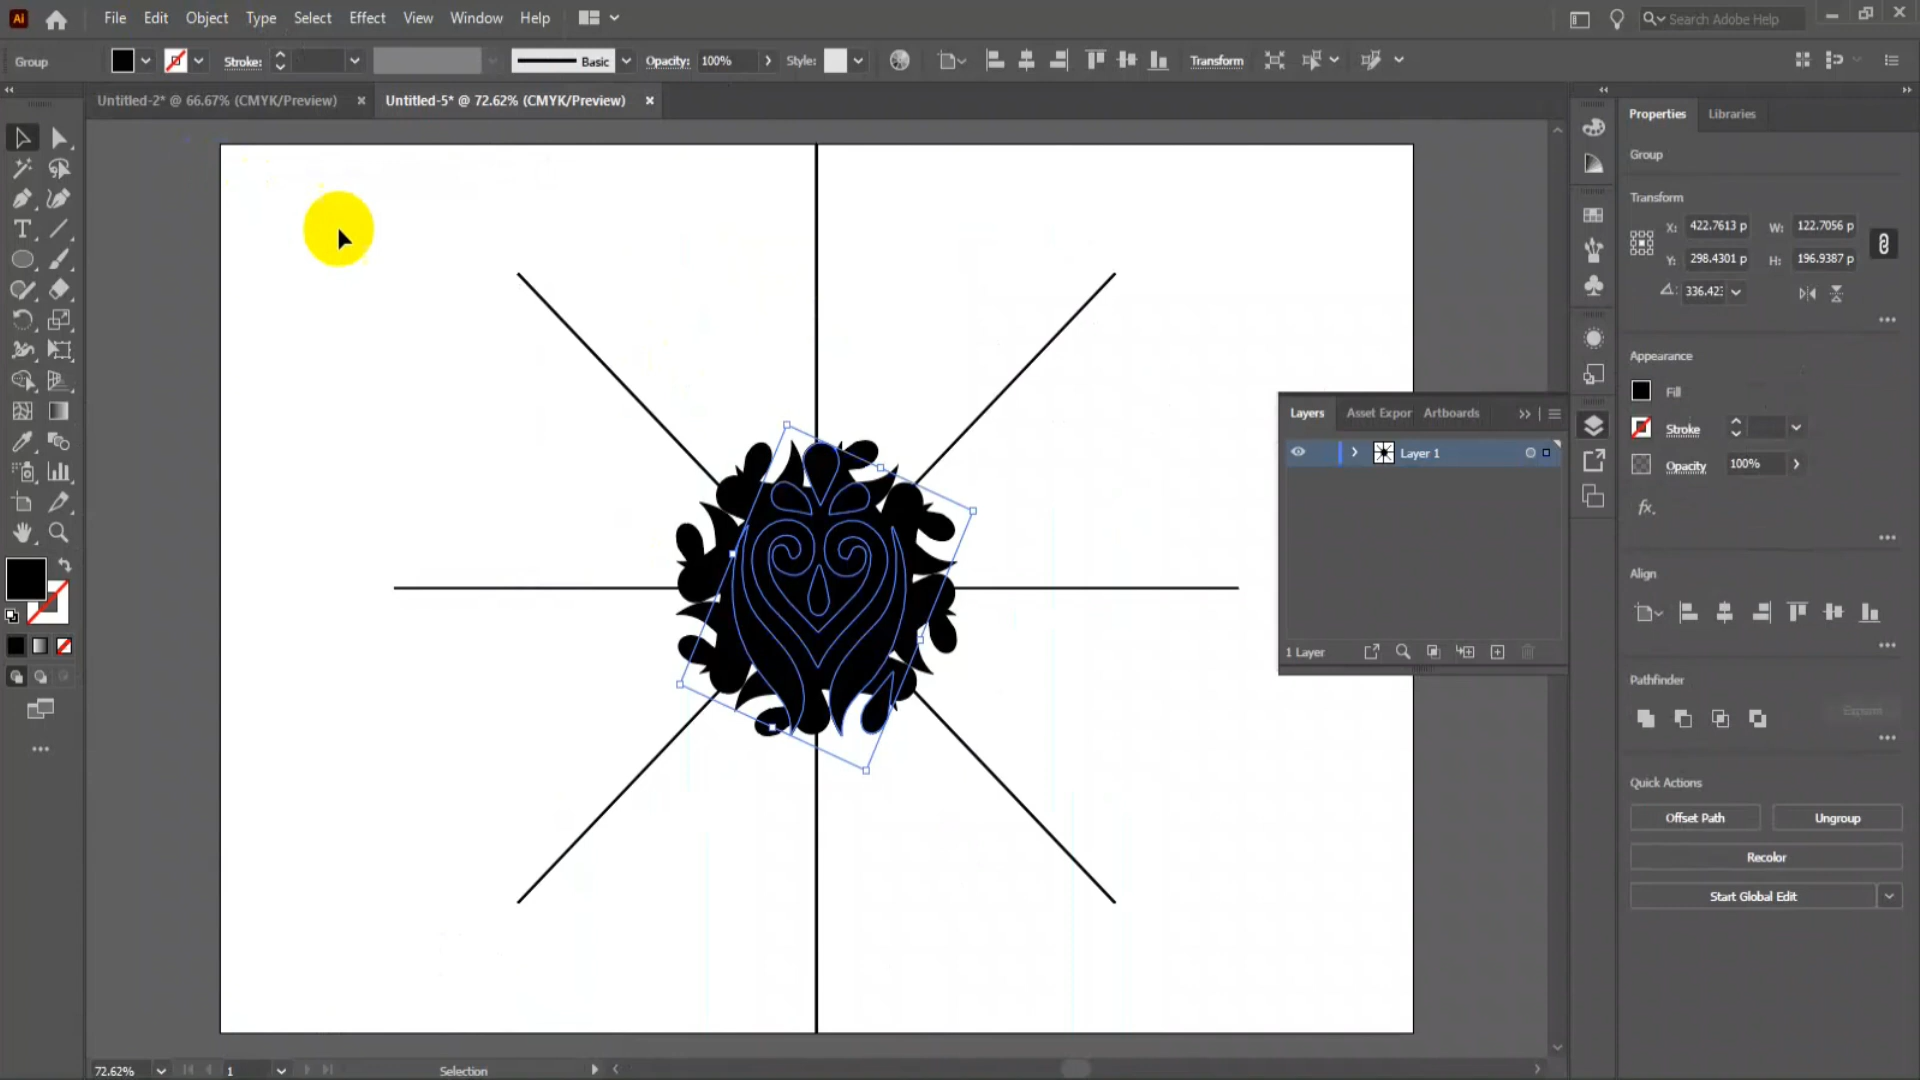 Ai File Edit Object Type Select Effect View Window Help Search Adobe Help
Group Stroke: Basic Opacity: 100% Style: Transform
Untitled-2* @ 66.67% (CMYK/Preview) × Untitled-5* @ 72.62% (CMYK/Preview) ×
Properties Libraries
Group
Transform
X: 422.7613 p W: 122.7056 p
Y: 298.4301 p H: 196.9387 p
336.423
Appearance
Fill
Stroke
Opacity 100%
fx.
Align
Pathfinder
Expand
Quick Actions
Offset Path Ungroup
Recolor
Start Global Edit
Layers Asset Expor Artboards
Layer 1
1 Layer
72.62% 1 Selection